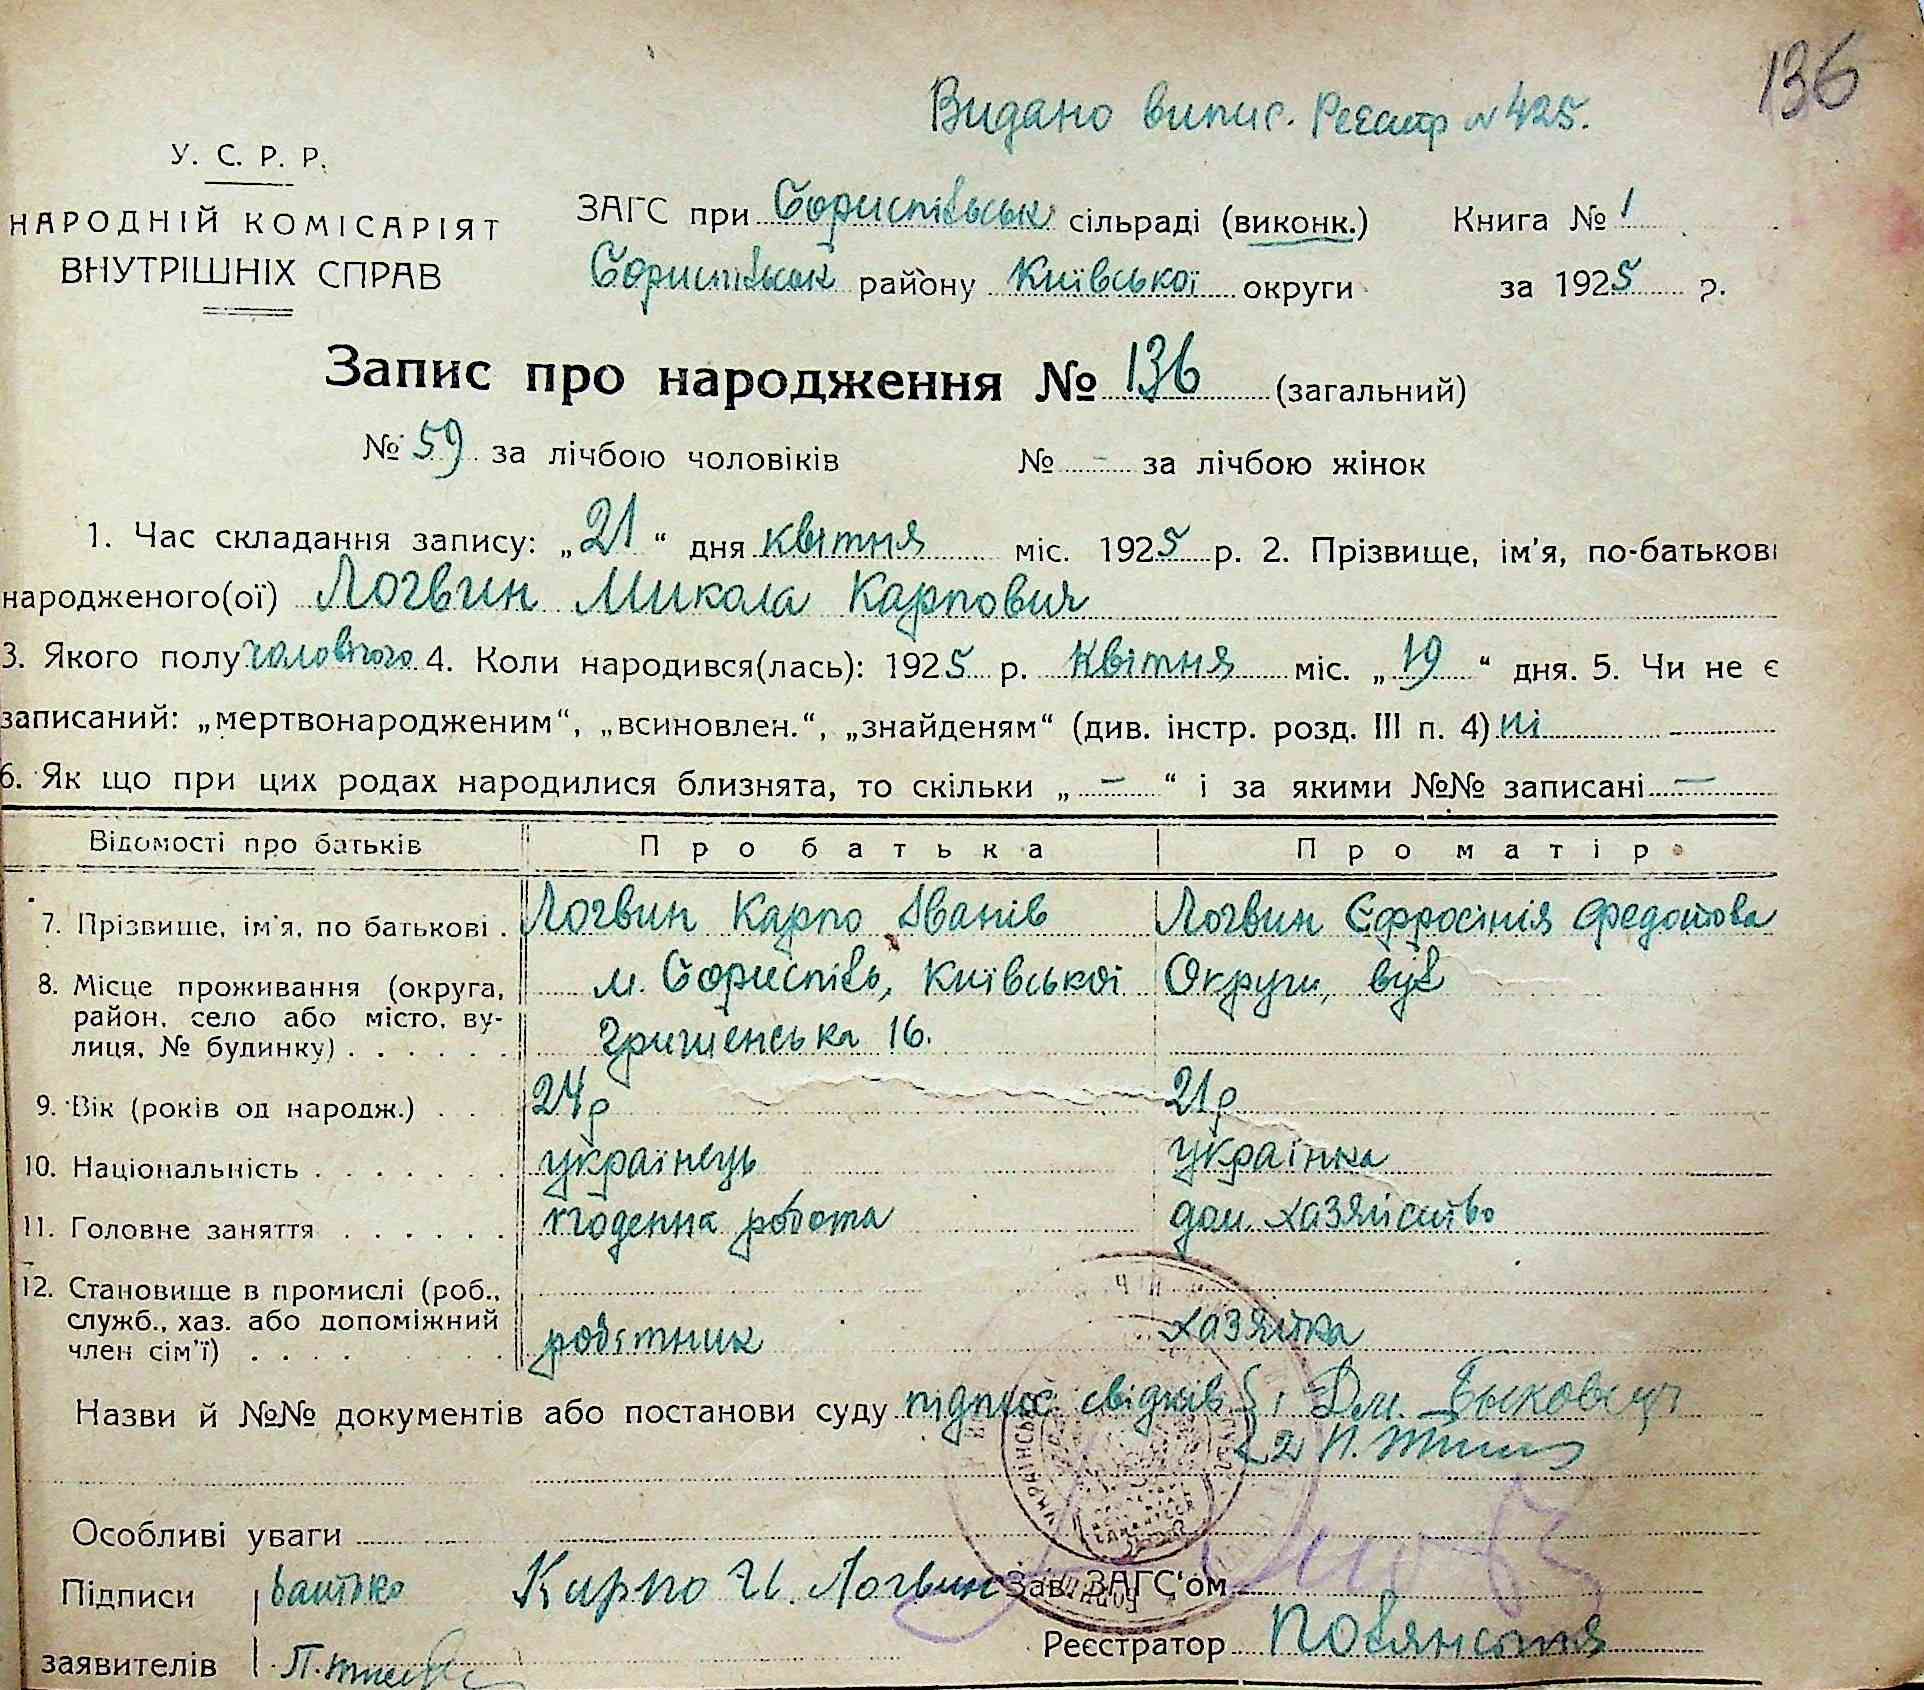 136
Видано випис. Реєстр № 425.
У. С. Р. Р.
НАРОДНІЙ КОМІСАРІЯТ
ВНУТРІШНІХ СПРАВ
ЗАГС при Бориспільськ сільраді (виконк.) Книга № 1
Бориспільськ району Київської округи за 1925 р.
Запис про народження № 136 (загальний)
№ 59 за лічбою чоловіків № - за лічбою жінок
1. Час складання запису: „21“ дня квітня міс. 1925 р. 2. Прізвище, ім'я, по-батькові
народженого(ої) Логвин Микола Карпович
3. Якого полу чоловічого 4. Коли народився(лась): 1925 р. Квітня міс. „19“ дня. 5. Чи не є
записаний: „мертвонародженим“, „всиновлен.“, „знайденям“ (див. інстр. розд. III п. 4) ні
6. Як що при цих родах народилися близнята, то скільки „—“ і за якими №№ записані —
Відомості про батьків Про батька Про матір
7. Прізвище, ім'я, по батькові . Логвин Карпо Іванів Логвин Єфросінія Федотова
8. Місце проживання (округа, м. Бориспіль, Київської Округи, вул
район, село або місто, ву-
лиця, № будинку) . . . . . . 16.
9. Вік (років од народж.) . . . 24 р 21 р
10. Національність . . . . . . . українець українка
11. Головне заняття . . . . . . робота дом. хазяйство
12. Становище в промислі (роб.,
служб., хаз. або допоміжний
член сім'ї) . . . . . . . . . робітник хазяйка
Назви й №№ документів або постанови суду підпис свідків 1 Дм.
2 П.
Особливі уваги
Підписи батько Карпо И. Логвин Зав. ЗАГС'ом
заявителів П. Реєстратор